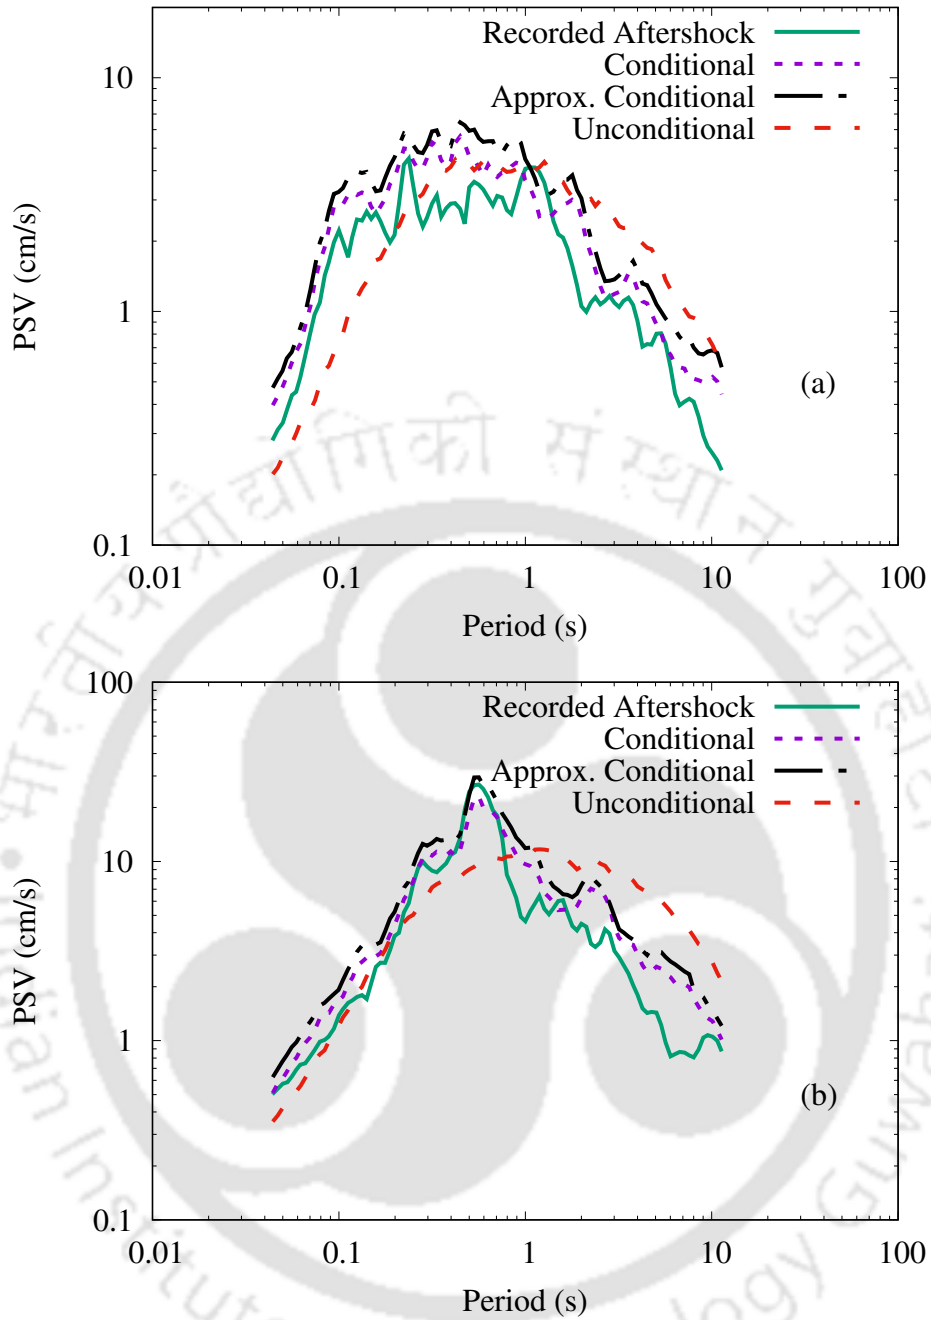 Recorded Aftershock
Conditional
Approx. Conditional
Unconditional
10
1
0.1
PSV (cm/s)
(a)
0.01 0.1 1 10 100
Period (s)
Recorded Aftershock
Conditional
Approx. Conditional
Unconditional
100
10
1
0.1
PSV (cm/s)
(b)
0.01 0.1 1 10 100
Period (s)